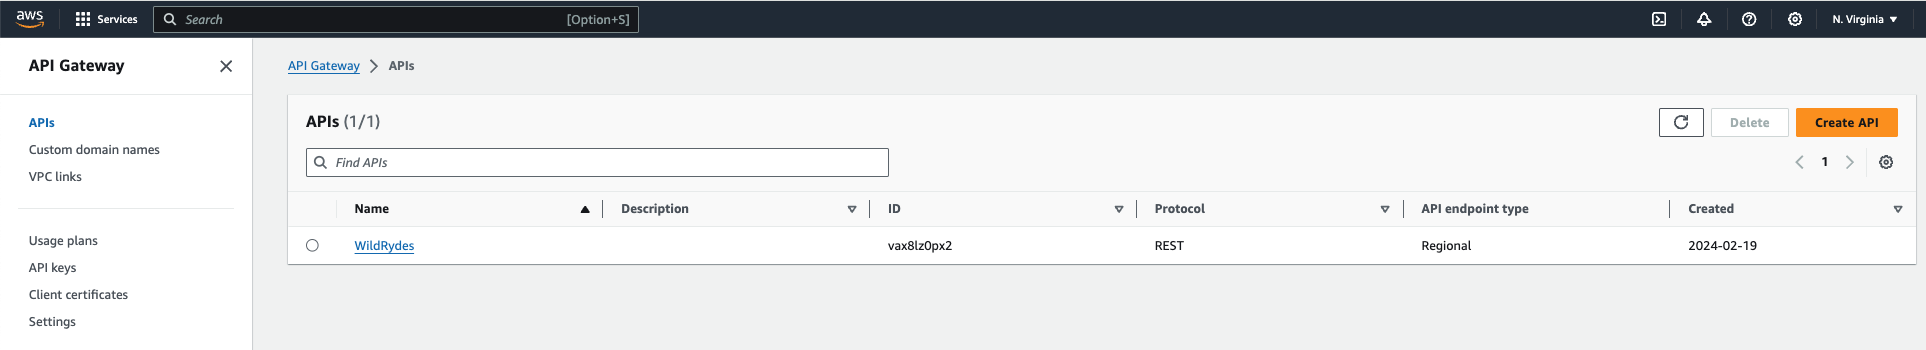 aws Services Search [Option+S] N. Virginia
API Gateway
APIs
Custom domain names
VPC links
Usage plans
API keys
Client certificates
Settings
API Gateway > APIs
APIs (1/1) Delete Create API
Find APIs 1
Name Description ID Protocol API endpoint type Created
WildRydes vax8lz0px2 REST Regional 2024-02-19